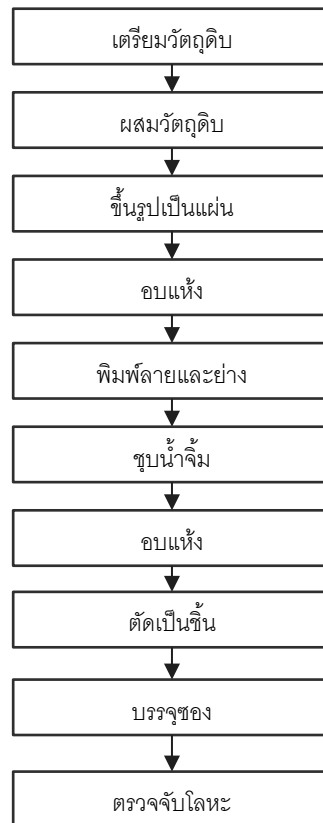 เตรียมวัตถุดิบ
ผสมวัตถุดิบ
ขึ้นรูปเป็นแผ่น
อบแห้ง
พิมพ์ลายและย่าง
ชุบน้ำจิ้ม
อบแห้ง
ตัดเป็นชิ้น
บรรจุซอง
ตรวจจับโลหะ